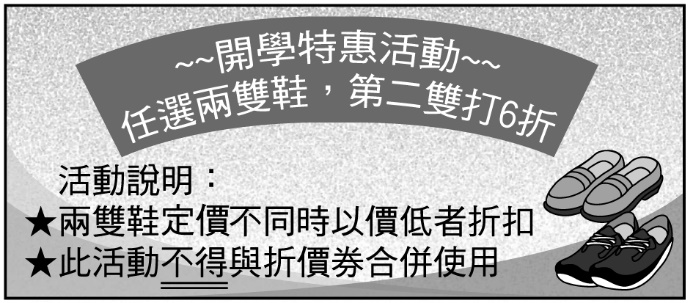 ~~開學特惠活動~~
任選兩雙鞋，第二雙打6折
活動說明：
★兩雙鞋定價不同時以價低者折扣
★此活動不得與折價券合併使用